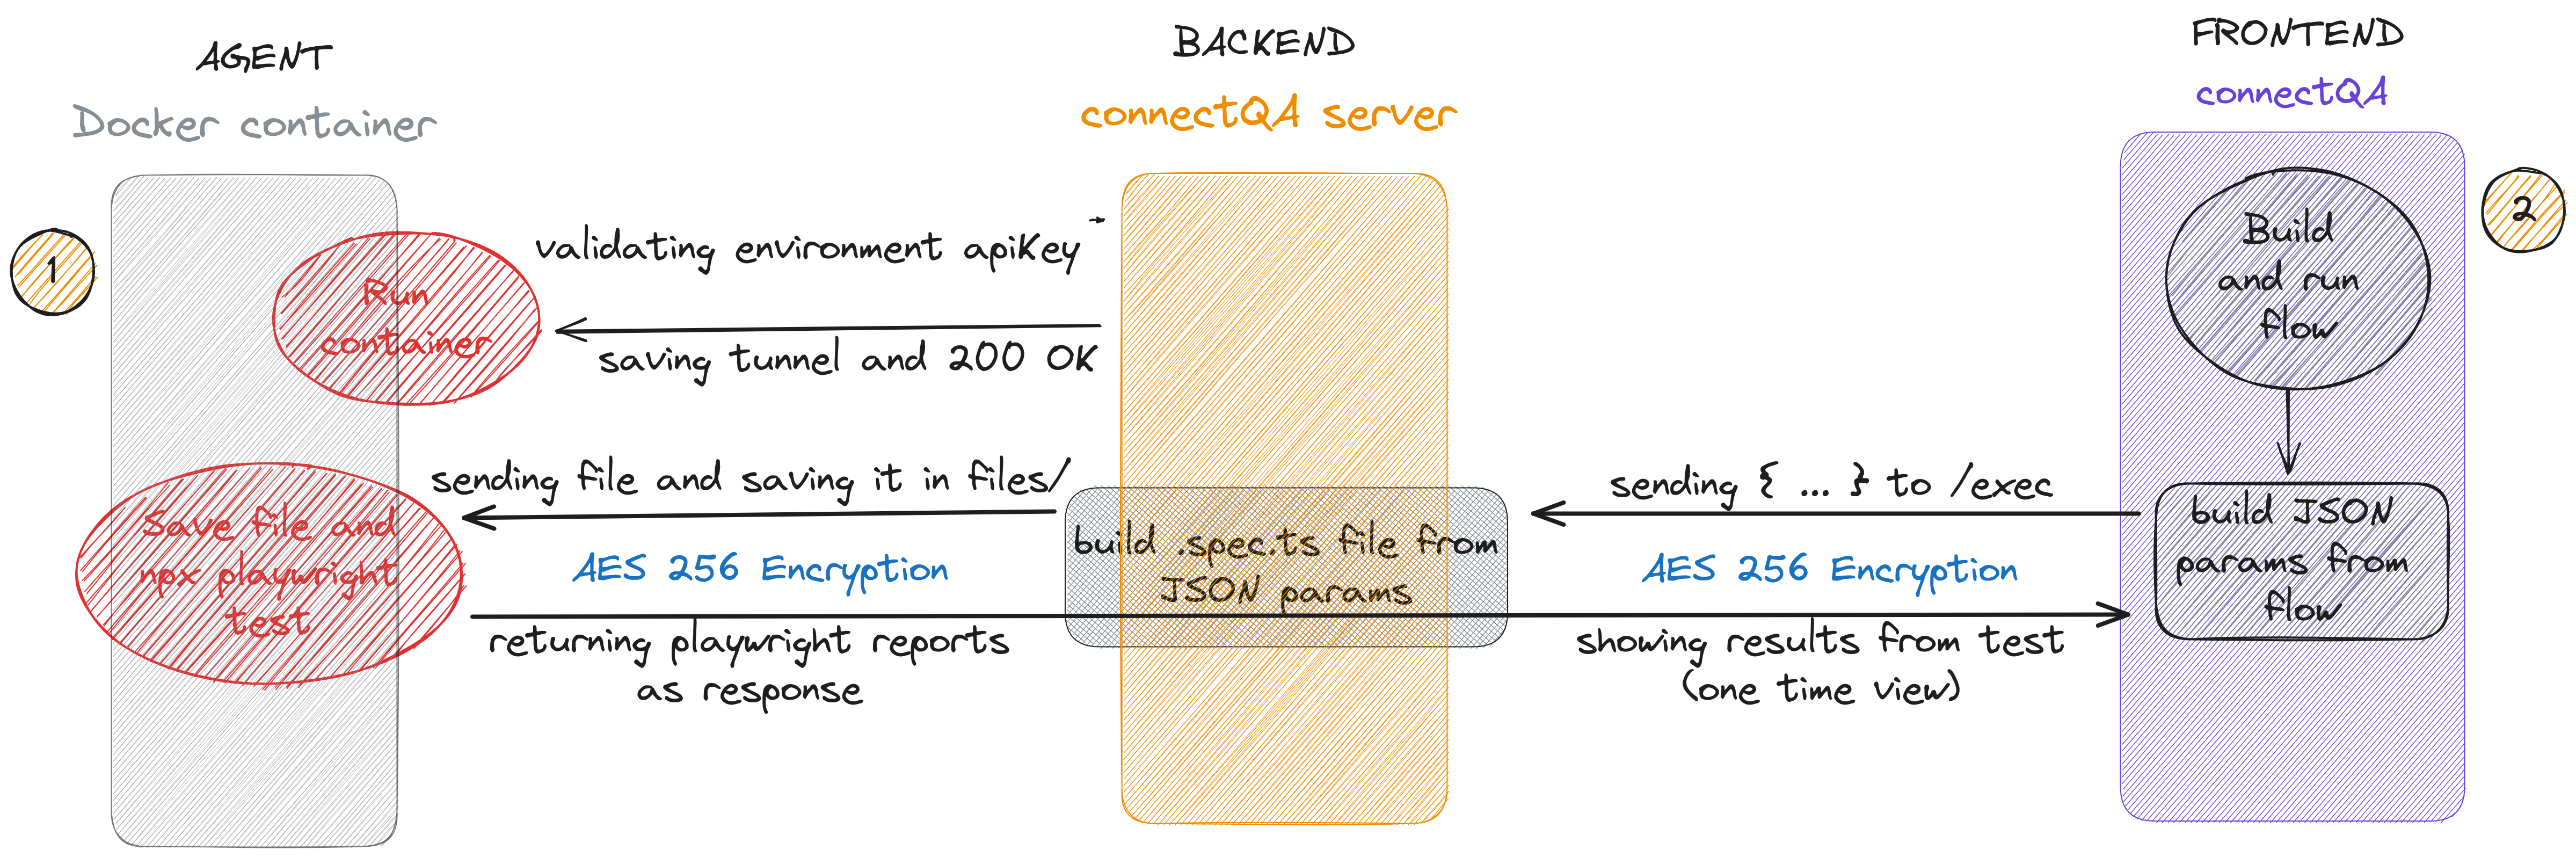 AGENT
Docker container
BACKEND
connectQA server
FRONTEND
connectQA
1
Run
container
validating environment apiKey
saving tunnel and 200 OK
2
Build
and run
flow
Save file and
npx playwright
test
sending file and saving it in files/
AES 256 Encryption
returning playwright reports
as response
build .spec.ts file from
JSON params
sending { ... } to /exec
AES 256 Encryption
showing results from test
(one time view)
build JSON
params from
flow